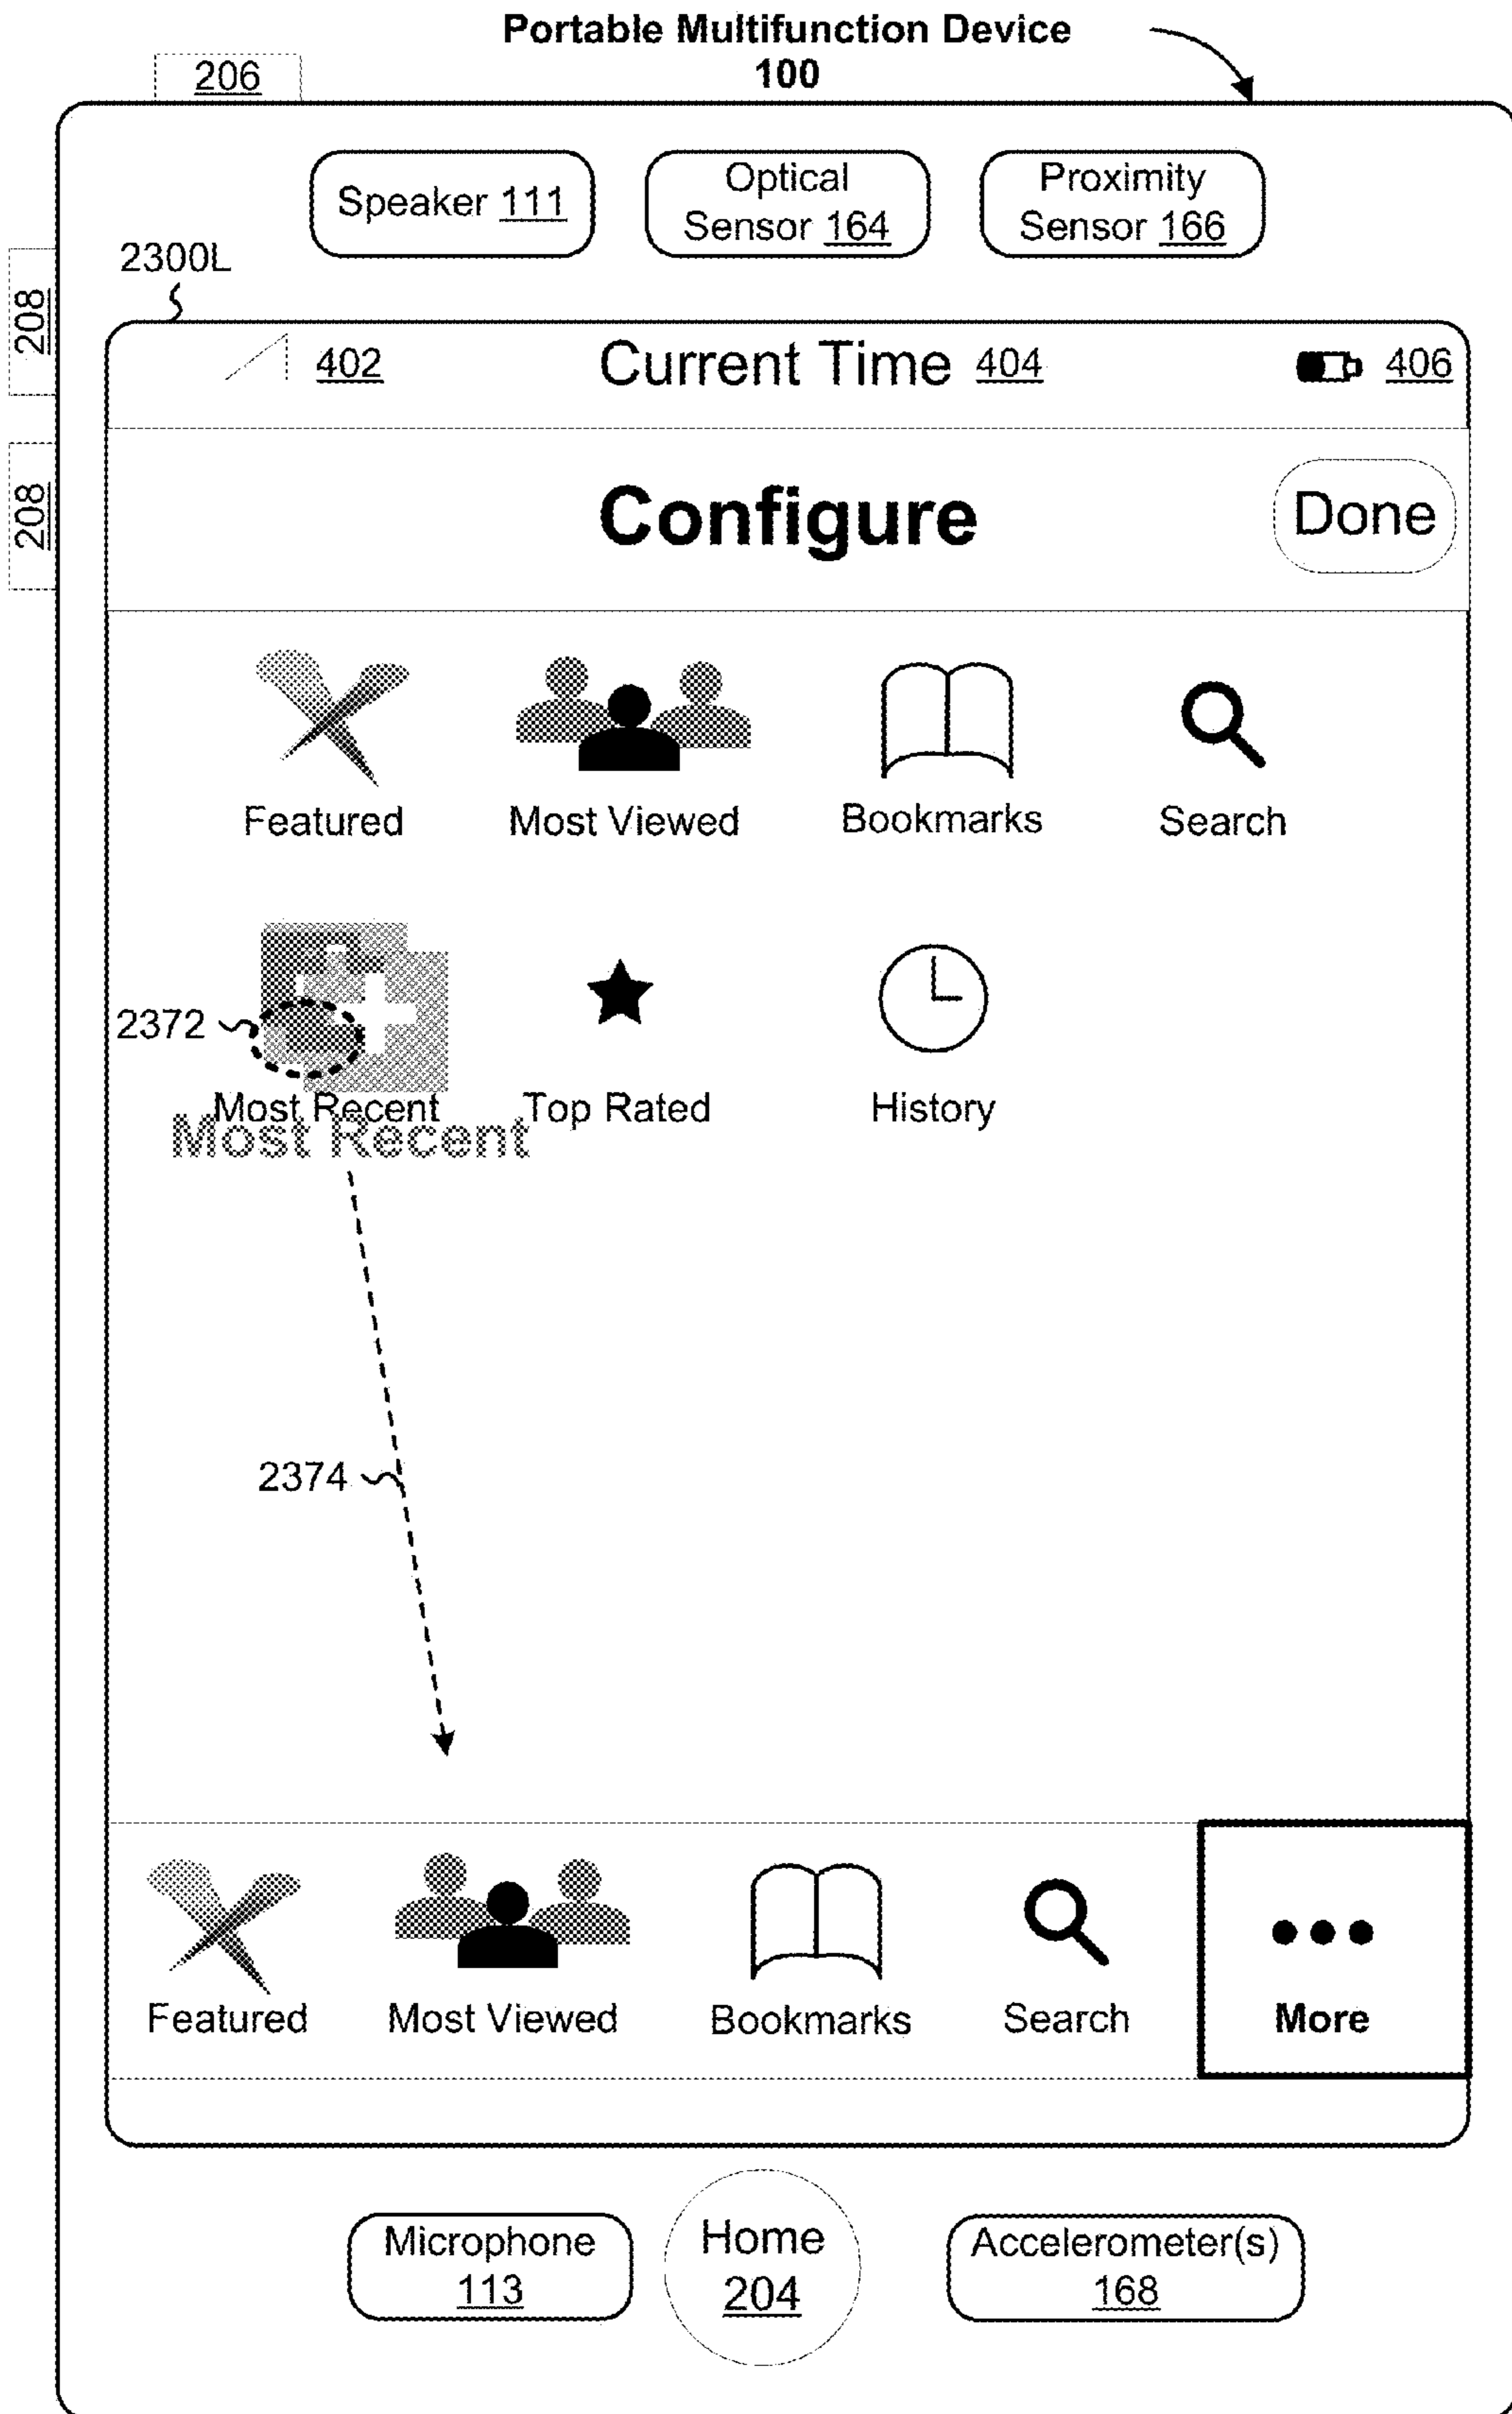 Portable Multifunction Device
100
206
Speaker 111
Optical
Sensor 164
Proximity
Sensor 166
2300L
208
402
Current Time 404
406
208
Configure
Done
Featured
Most Viewed
Bookmarks
Search
2372
Most Recent
Top Rated
History
Most Recent
2374
Featured
Most Viewed
Bookmarks
Search
More
Microphone
113
Home
204
Accelerometer(s)
168